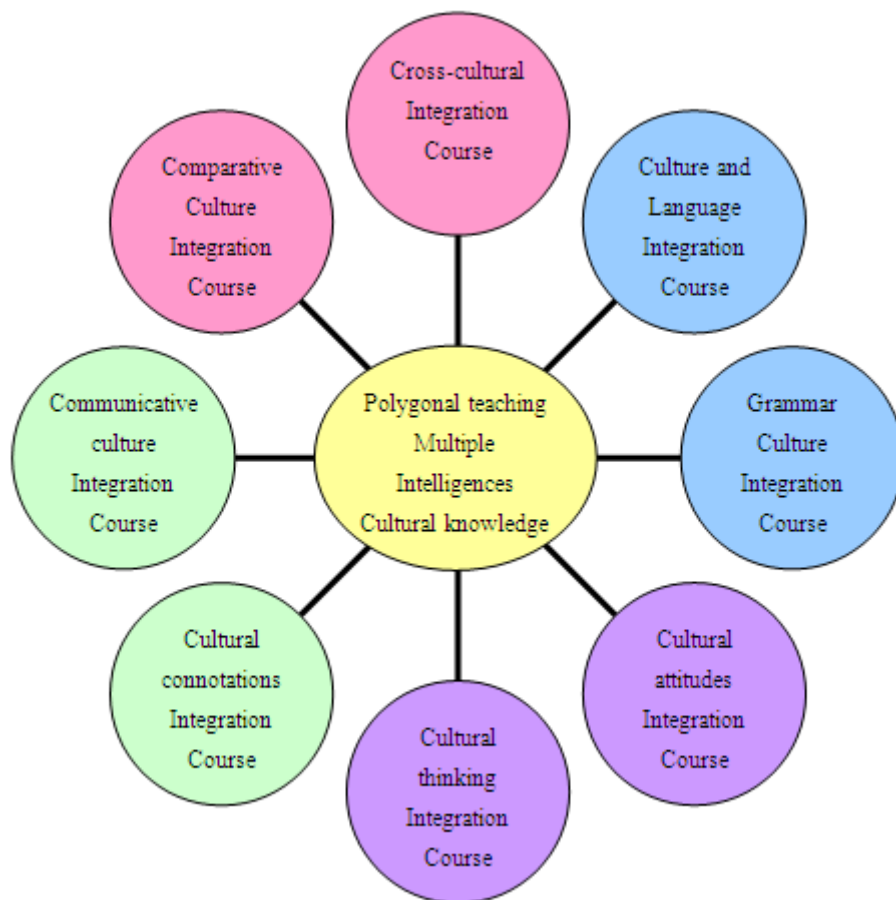 Cross-cultural
Integration
Course
Comparative
Culture
Integration
Course
Culture and
Language
Integration
Course
Communicative
culture
Integration
Course
Polygonal teaching
Multiple
Intelligences
Cultural knowledge
Grammar
Culture
Integration
Course
Cultural
connotations
Integration
Course
Cultural
attitudes
Integration
Course
Cultural
thinking
Integration
Course